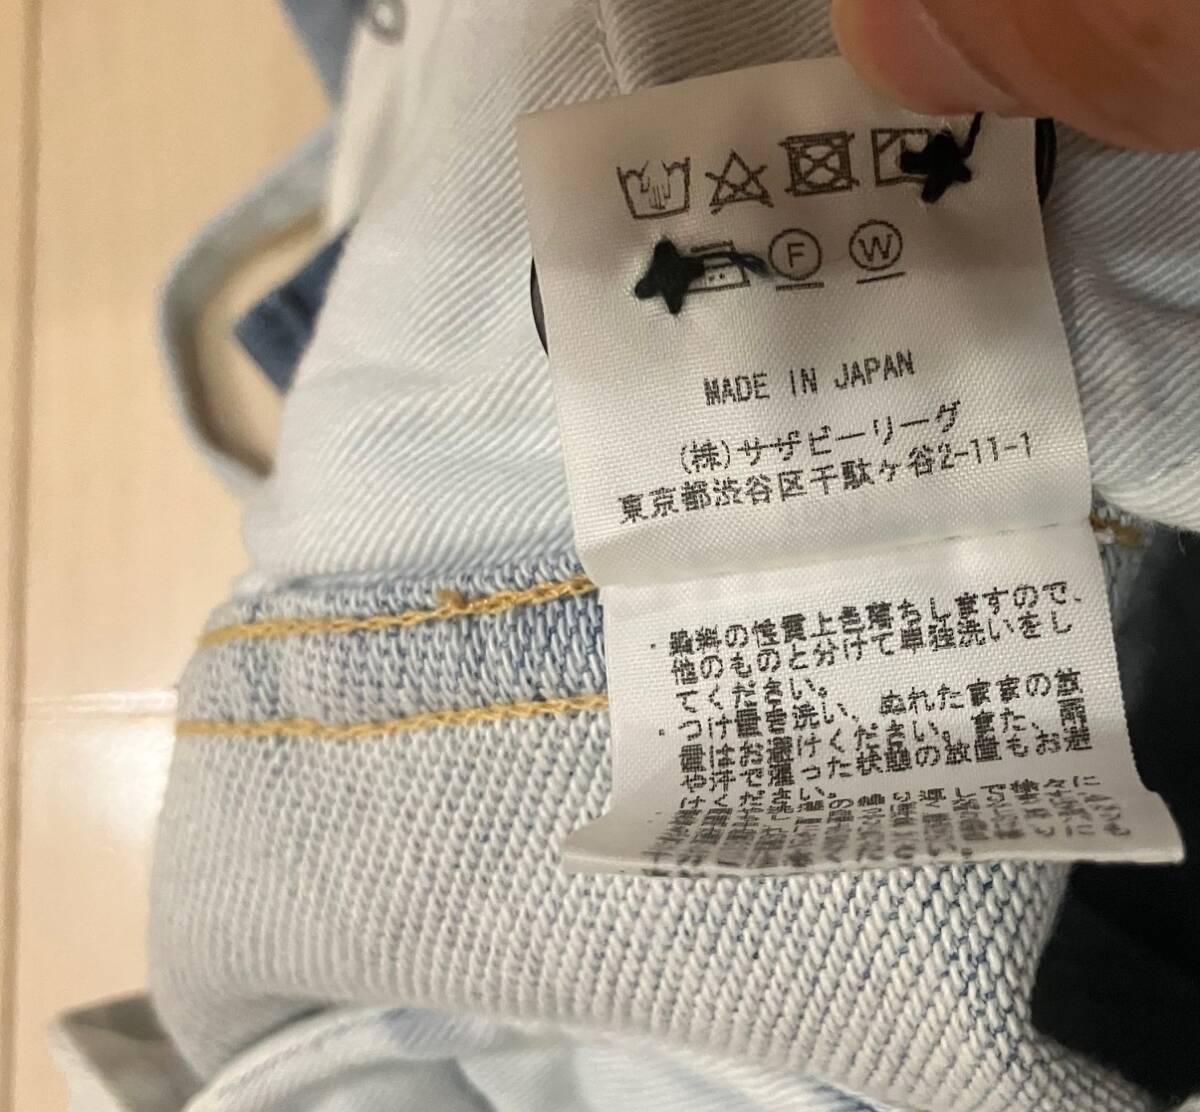 F W
MADE IN JAPAN
(株)サザビーリーグ
東京都渋谷区千駄ヶ谷2-11-1
・製料の性質上色落ちしますので、
他のものと分けて単独洗いをし
てください。
・つけ置き洗い、ぬれたままの放
置はお避けください。また、雨
や汗で濡った状態の放置もお避
けください。